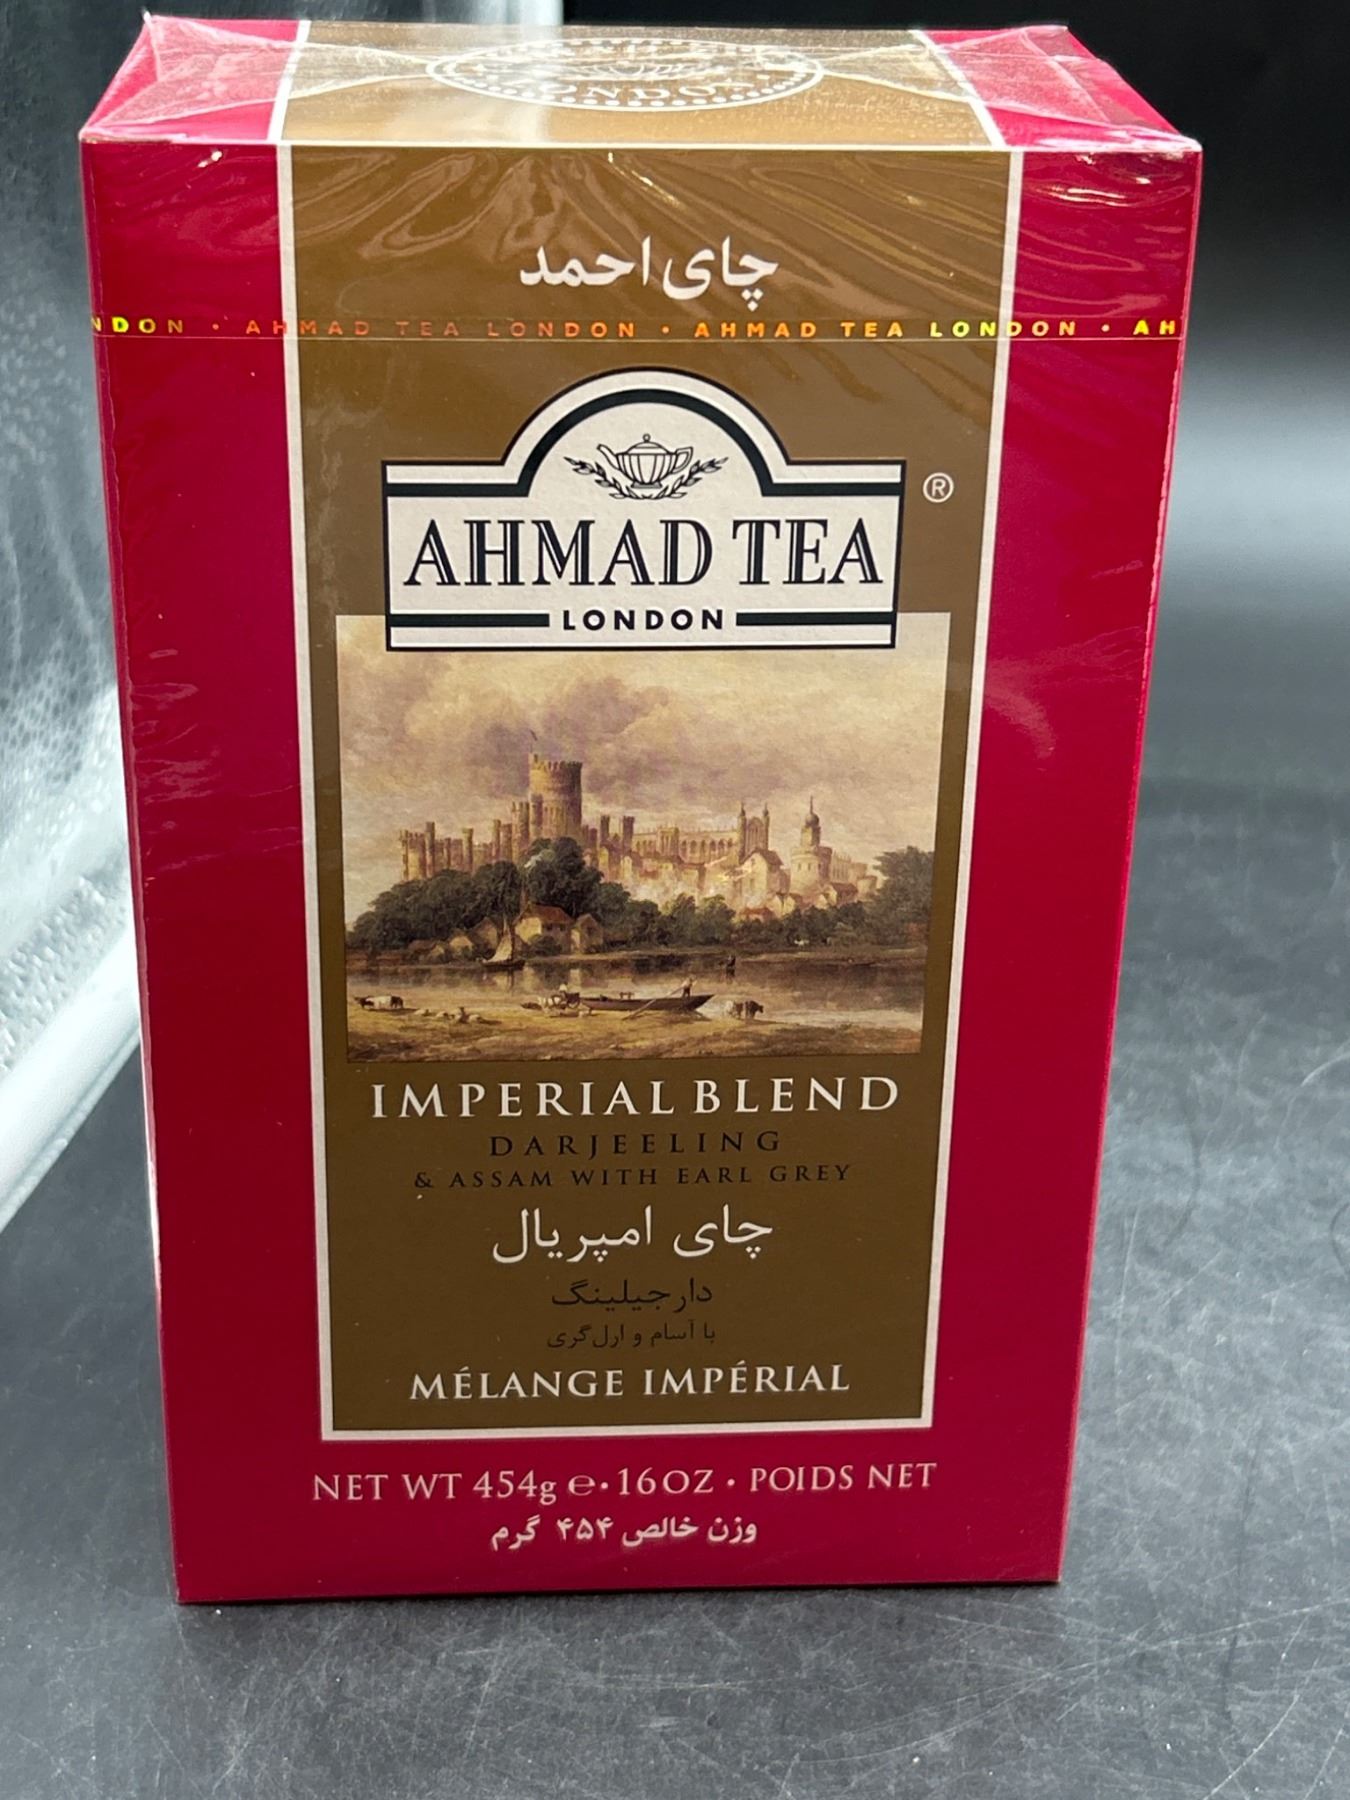 LONDON
چای احمد
NDON • AHMAD TEA LONDON • AHMAD TEA LONDON • AH
AHMAD TEA
®
LONDON
IMPERIAL BLEND
DARJEELING
& ASSAM WITH EARL GREY
چای امپریال
دارجیلینگ
با آسام و ارل‌گری
MÉLANGE IMPÉRIAL
NET WT 454g ℮ • 16OZ • POIDS NET
وزن خالص ۴۵۴ گرم